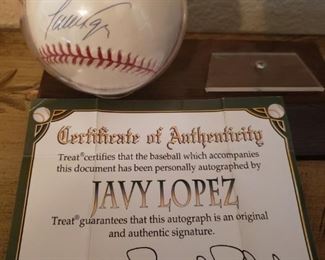 Certificate of Authenticity
Treat® certifies that the baseball which accompanies
this document has been personally autographed by
JAVY LOPEZ
Treat® guarantees that this autograph is an original
and authentic signature.